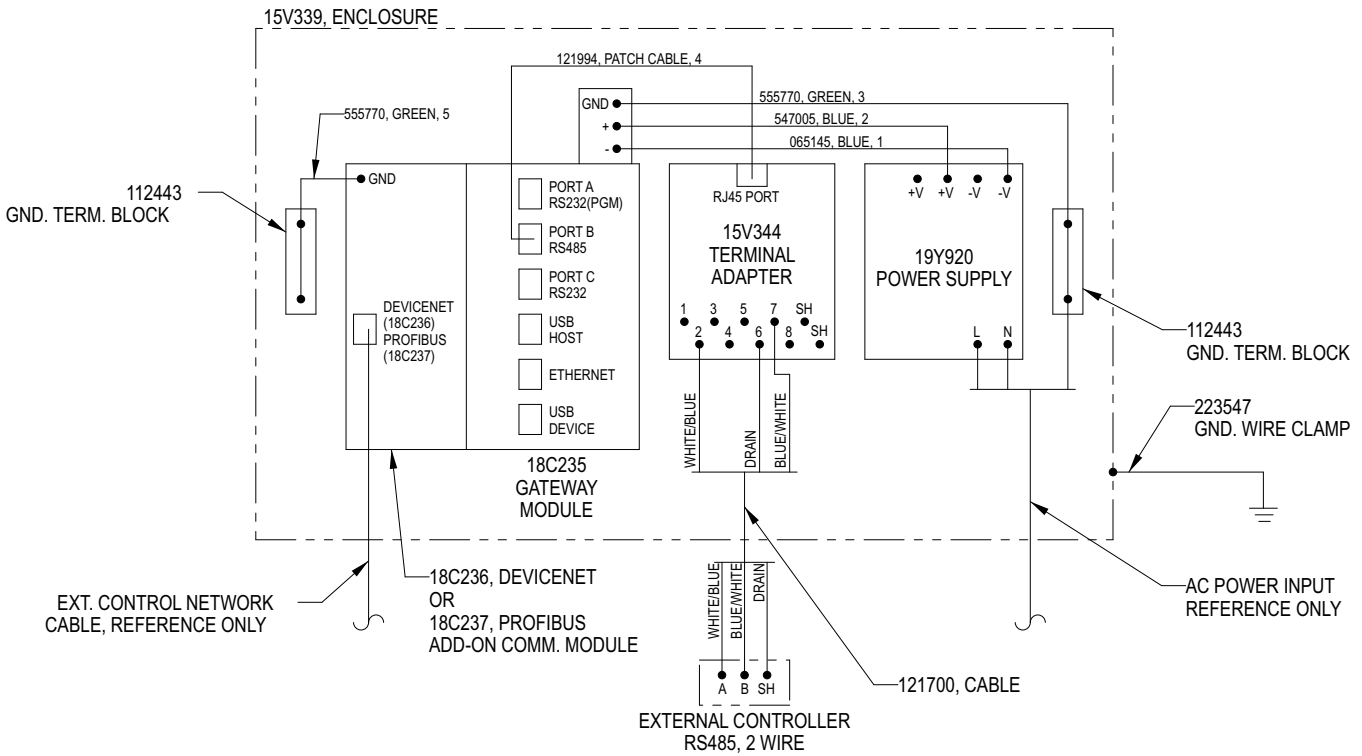 15V339, ENCLOSURE
121994, PATCH CABLE, 4
555770, GREEN, 5
GND
+
-
555770, GREEN, 3
547005, BLUE, 2
065145, BLUE, 1
112443
GND. TERM. BLOCK
GND
PORT A
RS232(PGM)
PORT B
RS485
PORT C
RS232
USB
HOST
ETHERNET
USB
DEVICE
DEVICENET
(18C236)
PROFIBUS
(18C237)
18C235
GATEWAY
MODULE
RJ45 PORT
15V344
TERMINAL
ADAPTER
1 3 5 7 SH
2 4 6 8 SH
WHITE/BLUE
DRAIN
BLUE/WHITE
+V +V -V -V
19Y920
POWER SUPPLY
L N
112443
GND. TERM. BLOCK
223547
GND. WIRE CLAMP
EXT. CONTROL NETWORK
CABLE, REFERENCE ONLY
18C236, DEVICENET
OR
18C237, PROFIBUS
ADD-ON COMM. MODULE
WHITE/BLUE
BLUE/WHITE
DRAIN
A B SH
EXTERNAL CONTROLLER
RS485, 2 WIRE
121700, CABLE
AC POWER INPUT
REFERENCE ONLY